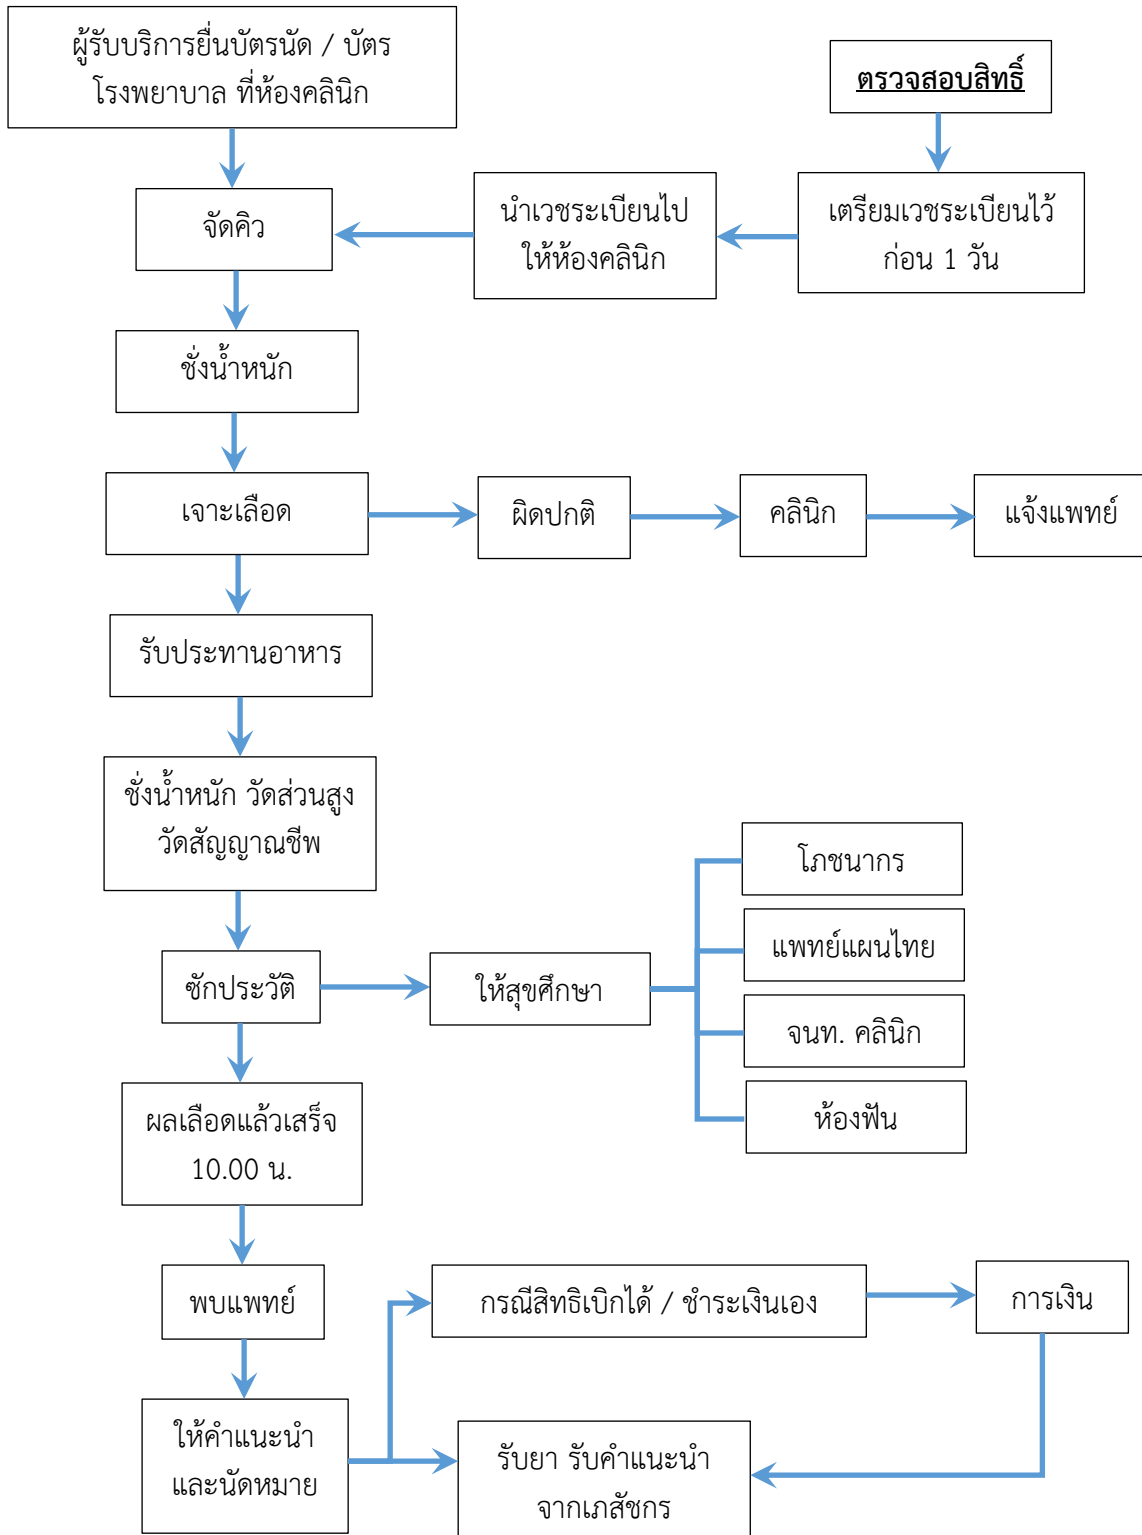 ผู้รับบริการยื่นบัตรนัด / บัตร
โรงพยาบาล ที่ห้องคลินิก
ตรวจสอบสิทธิ์
จัดคิว
นำเวชระเบียนไป
ให้ห้องคลินิก
เตรียมเวชระเบียนไว้
ก่อน 1 วัน
ชั่งน้ำหนัก
เจาะเลือด
ผิดปกติ
คลินิก
แจ้งแพทย์
รับประทานอาหาร
ชั่งน้ำหนัก วัดส่วนสูง
วัดสัญญาณชีพ
โภชนากร
แพทย์แผนไทย
ซักประวัติ
ให้สุขศึกษา
จนท. คลินิก
ห้องฟัน
ผลเลือดแล้วเสร็จ
10.00 น.
พบแพทย์
กรณีสิทธิเบิกได้ / ชำระเงินเอง
การเงิน
ให้คำแนะนำ
และนัดหมาย
รับยา รับคำแนะนำ
จากเภสัชกร